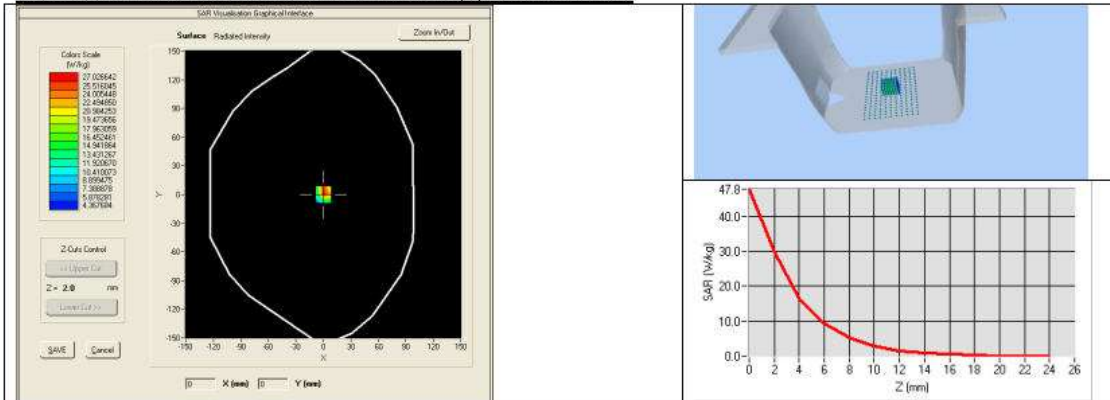 SAR Visualisation Graphical Interface
Surface Radiated Intensity
Zoom In/Out
Colors Scale
(W/kg)
27.026642
25.516045
24.005448
22.494850
20.984253
19.473656
17.963059
16.452461
14.941864
13.431267
11.920670
10.410073
8.899475
7.388878
5.878281
4.367684
Z-Cuts Control
<< Upper Cut
Z = 2.0 mm
Lower Cut >>
SAVE Cancel
150
120
90
60
30
0
-30
-60
-90
-120
-150
Y
-150 -120 -90 -60 -30 0 30 60 90 120 150
X
0 X (mm) 0 Y (mm)
47.8
40.0
30.0
20.0
10.0
0.0
SAR (W/kg)
0 2 4 6 8 10 12 14 16 18 20 22 24 26
Z (mm)